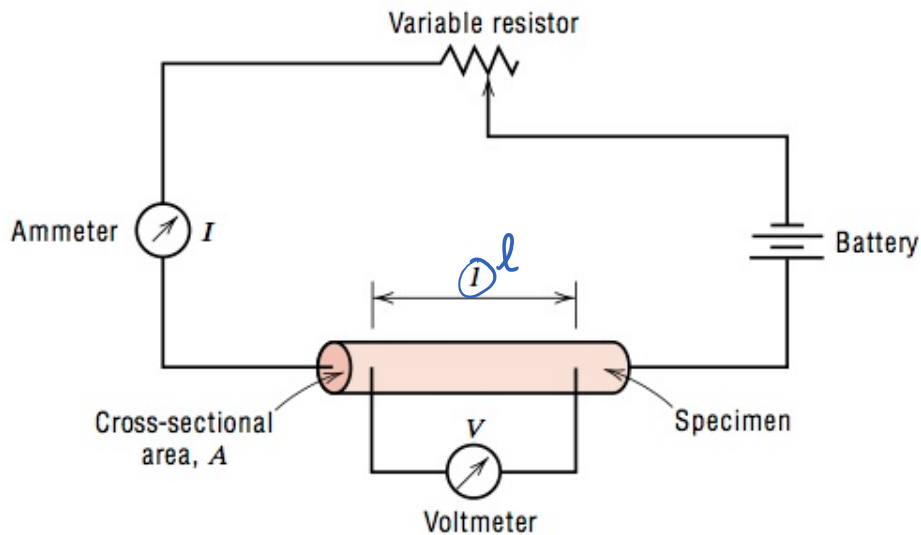 Variable resistor
Ammeter
I
Battery
l
l
Cross-sectional
area, A
V
Specimen
Voltmeter